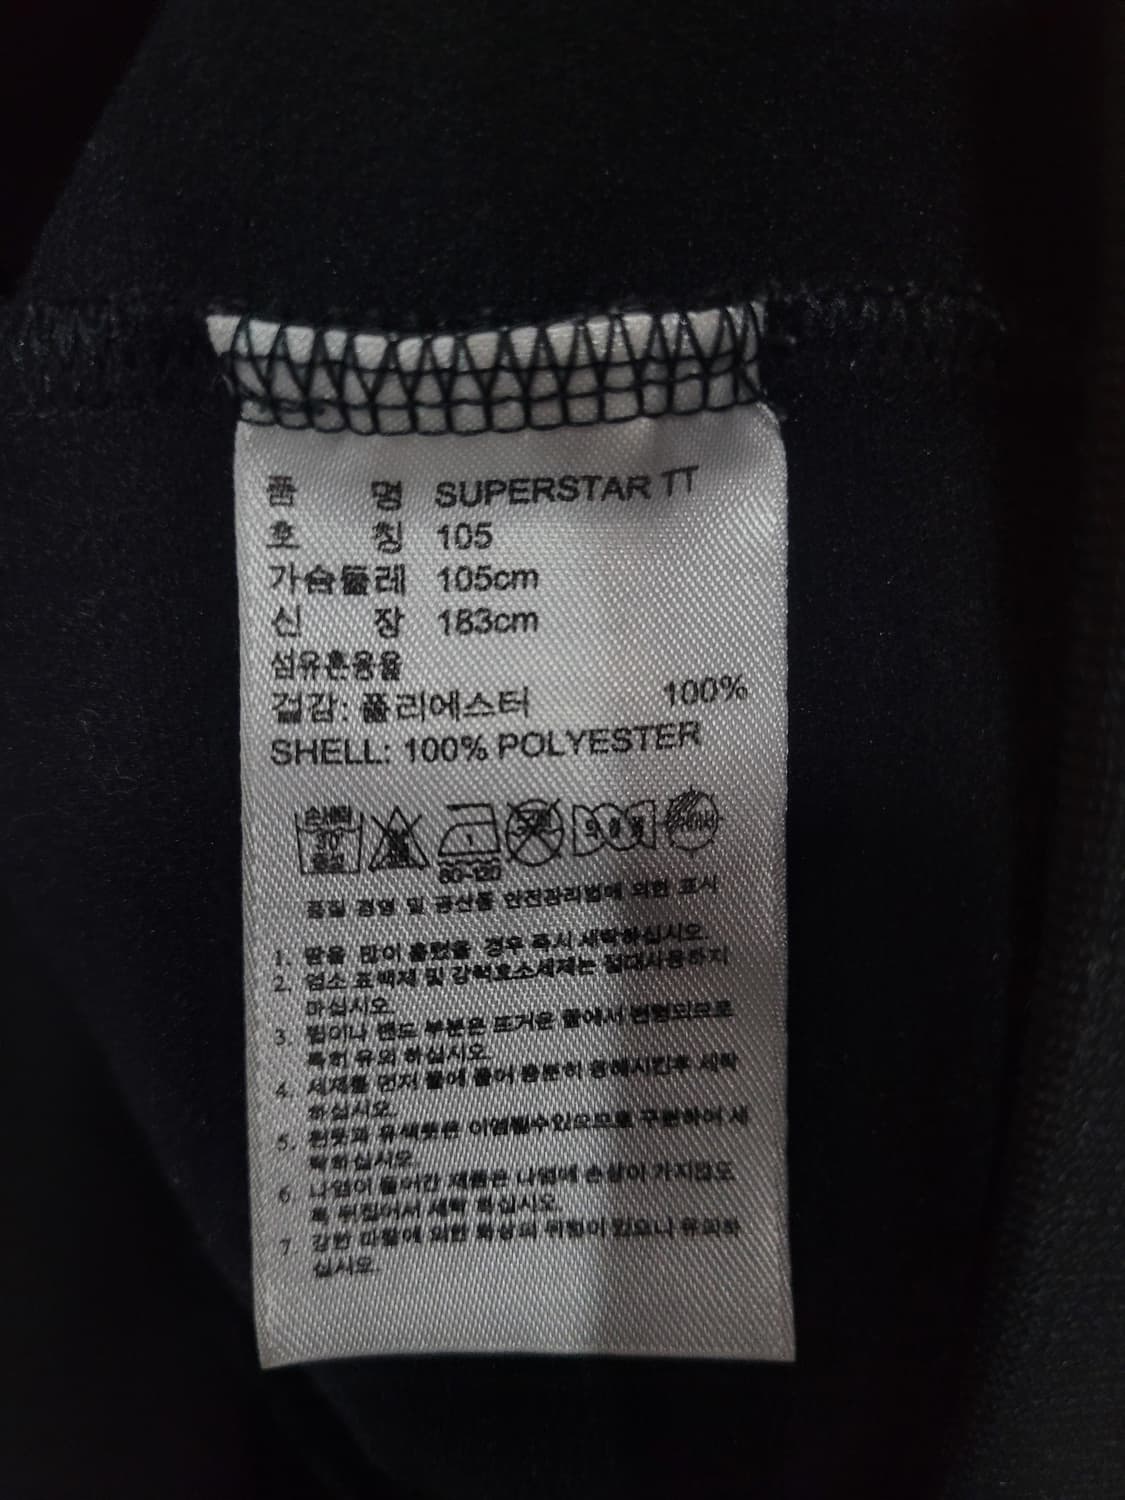 품 명 SUPERSTAR TT
호 칭 105
가슴둘레 105cm
신 장 183cm
섬유혼용율
겉감: 폴리에스터 100%
SHELL: 100% POLYESTER
손세탁
30
중성
80-120
품질 경영 및 공산품 안전관리법에 의한 표시
1. 땀을 많이 흘렸을 경우 즉시 세탁하십시오.
2. 염소 표백제 및 강력효소세제는 절대사용하지
마십시오.
3. 밴드 부분은 뜨거운 물에서 변형되므로
특히 유의 하십시오.
4. 세제를 먼저 물에 풀어 충분히 용해시킨후 세탁
하십시오.
5. 흰옷과 유색옷은 이염될수있으므로 구분하여 세
탁하십시오.
6. 나염이 들어간 제품은 나염에 손상이 가지않도
록 뒤집어서 세탁 하십시오.
7. 강한 마찰에 의한 화상의 위험이 있으니 유의하
십시오.